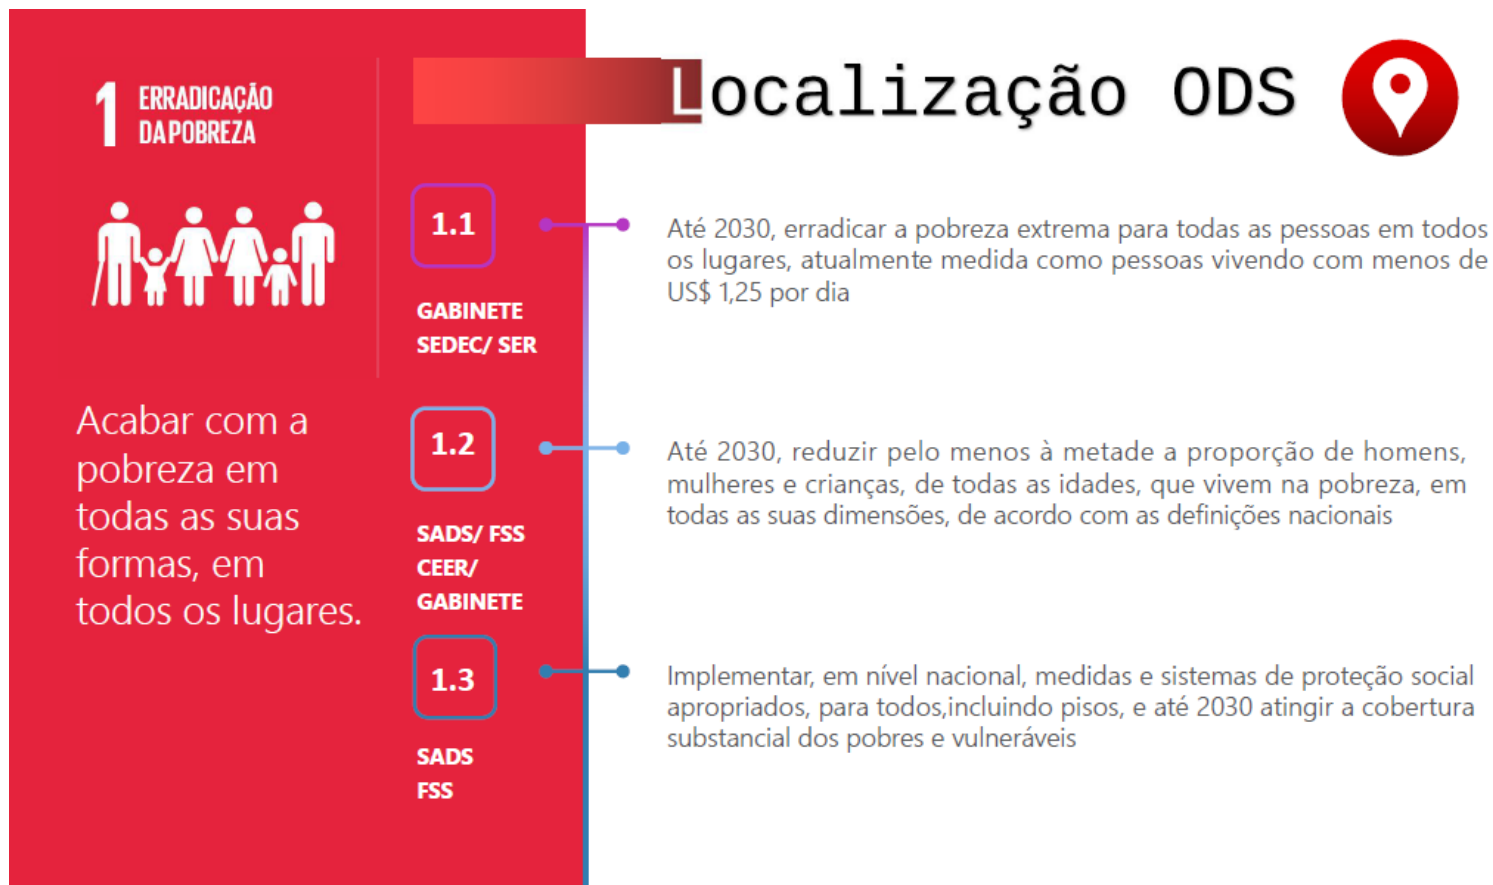 1 ERRADICAÇÃO
DA POBREZA
Acabar com a
pobreza em
todas as suas
formas, em
todos os lugares.
Localização ODS
1.1
GABINETE
SEDEC/ SER
Até 2030, erradicar a pobreza extrema para todas as pessoas em todos
os lugares, atualmente medida como pessoas vivendo com menos de
US$ 1,25 por dia
1.2
SADS/ FSS
CEER/
GABINETE
Até 2030, reduzir pelo menos à metade a proporção de homens,
mulheres e crianças, de todas as idades, que vivem na pobreza, em
todas as suas dimensões, de acordo com as definições nacionais
1.3
SADS
FSS
Implementar, em nível nacional, medidas e sistemas de proteção social
apropriados, para todos,incluindo pisos, e até 2030 atingir a cobertura
substancial dos pobres e vulneráveis